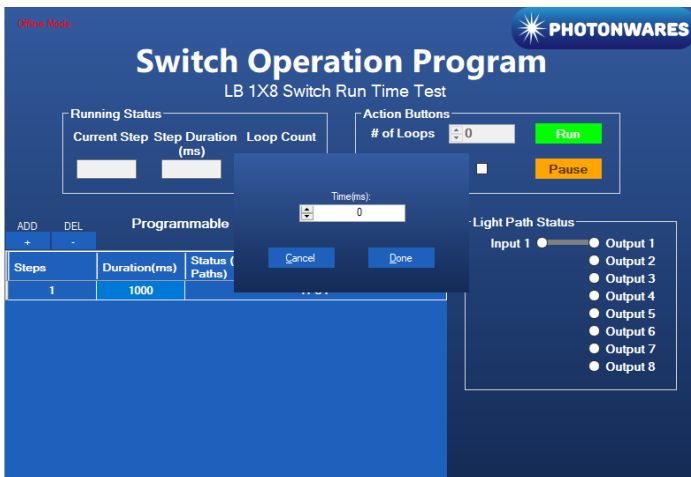 Offline Mode
PHOTONWARES
Switch Operation Program
LB 1X8 Switch Run Time Test
Running Status
Current Step Step Duration Loop Count
(ms)
Action Buttons
# of Loops 0 Run
Pause
Time(ms):
0
Cancel Done
ADD DEL Programmable
+ -
Steps Duration(ms) Status (
Paths)
1 1000
Light Path Status
Input 1 Output 1
Output 2
Output 3
Output 4
Output 5
Output 6
Output 7
Output 8